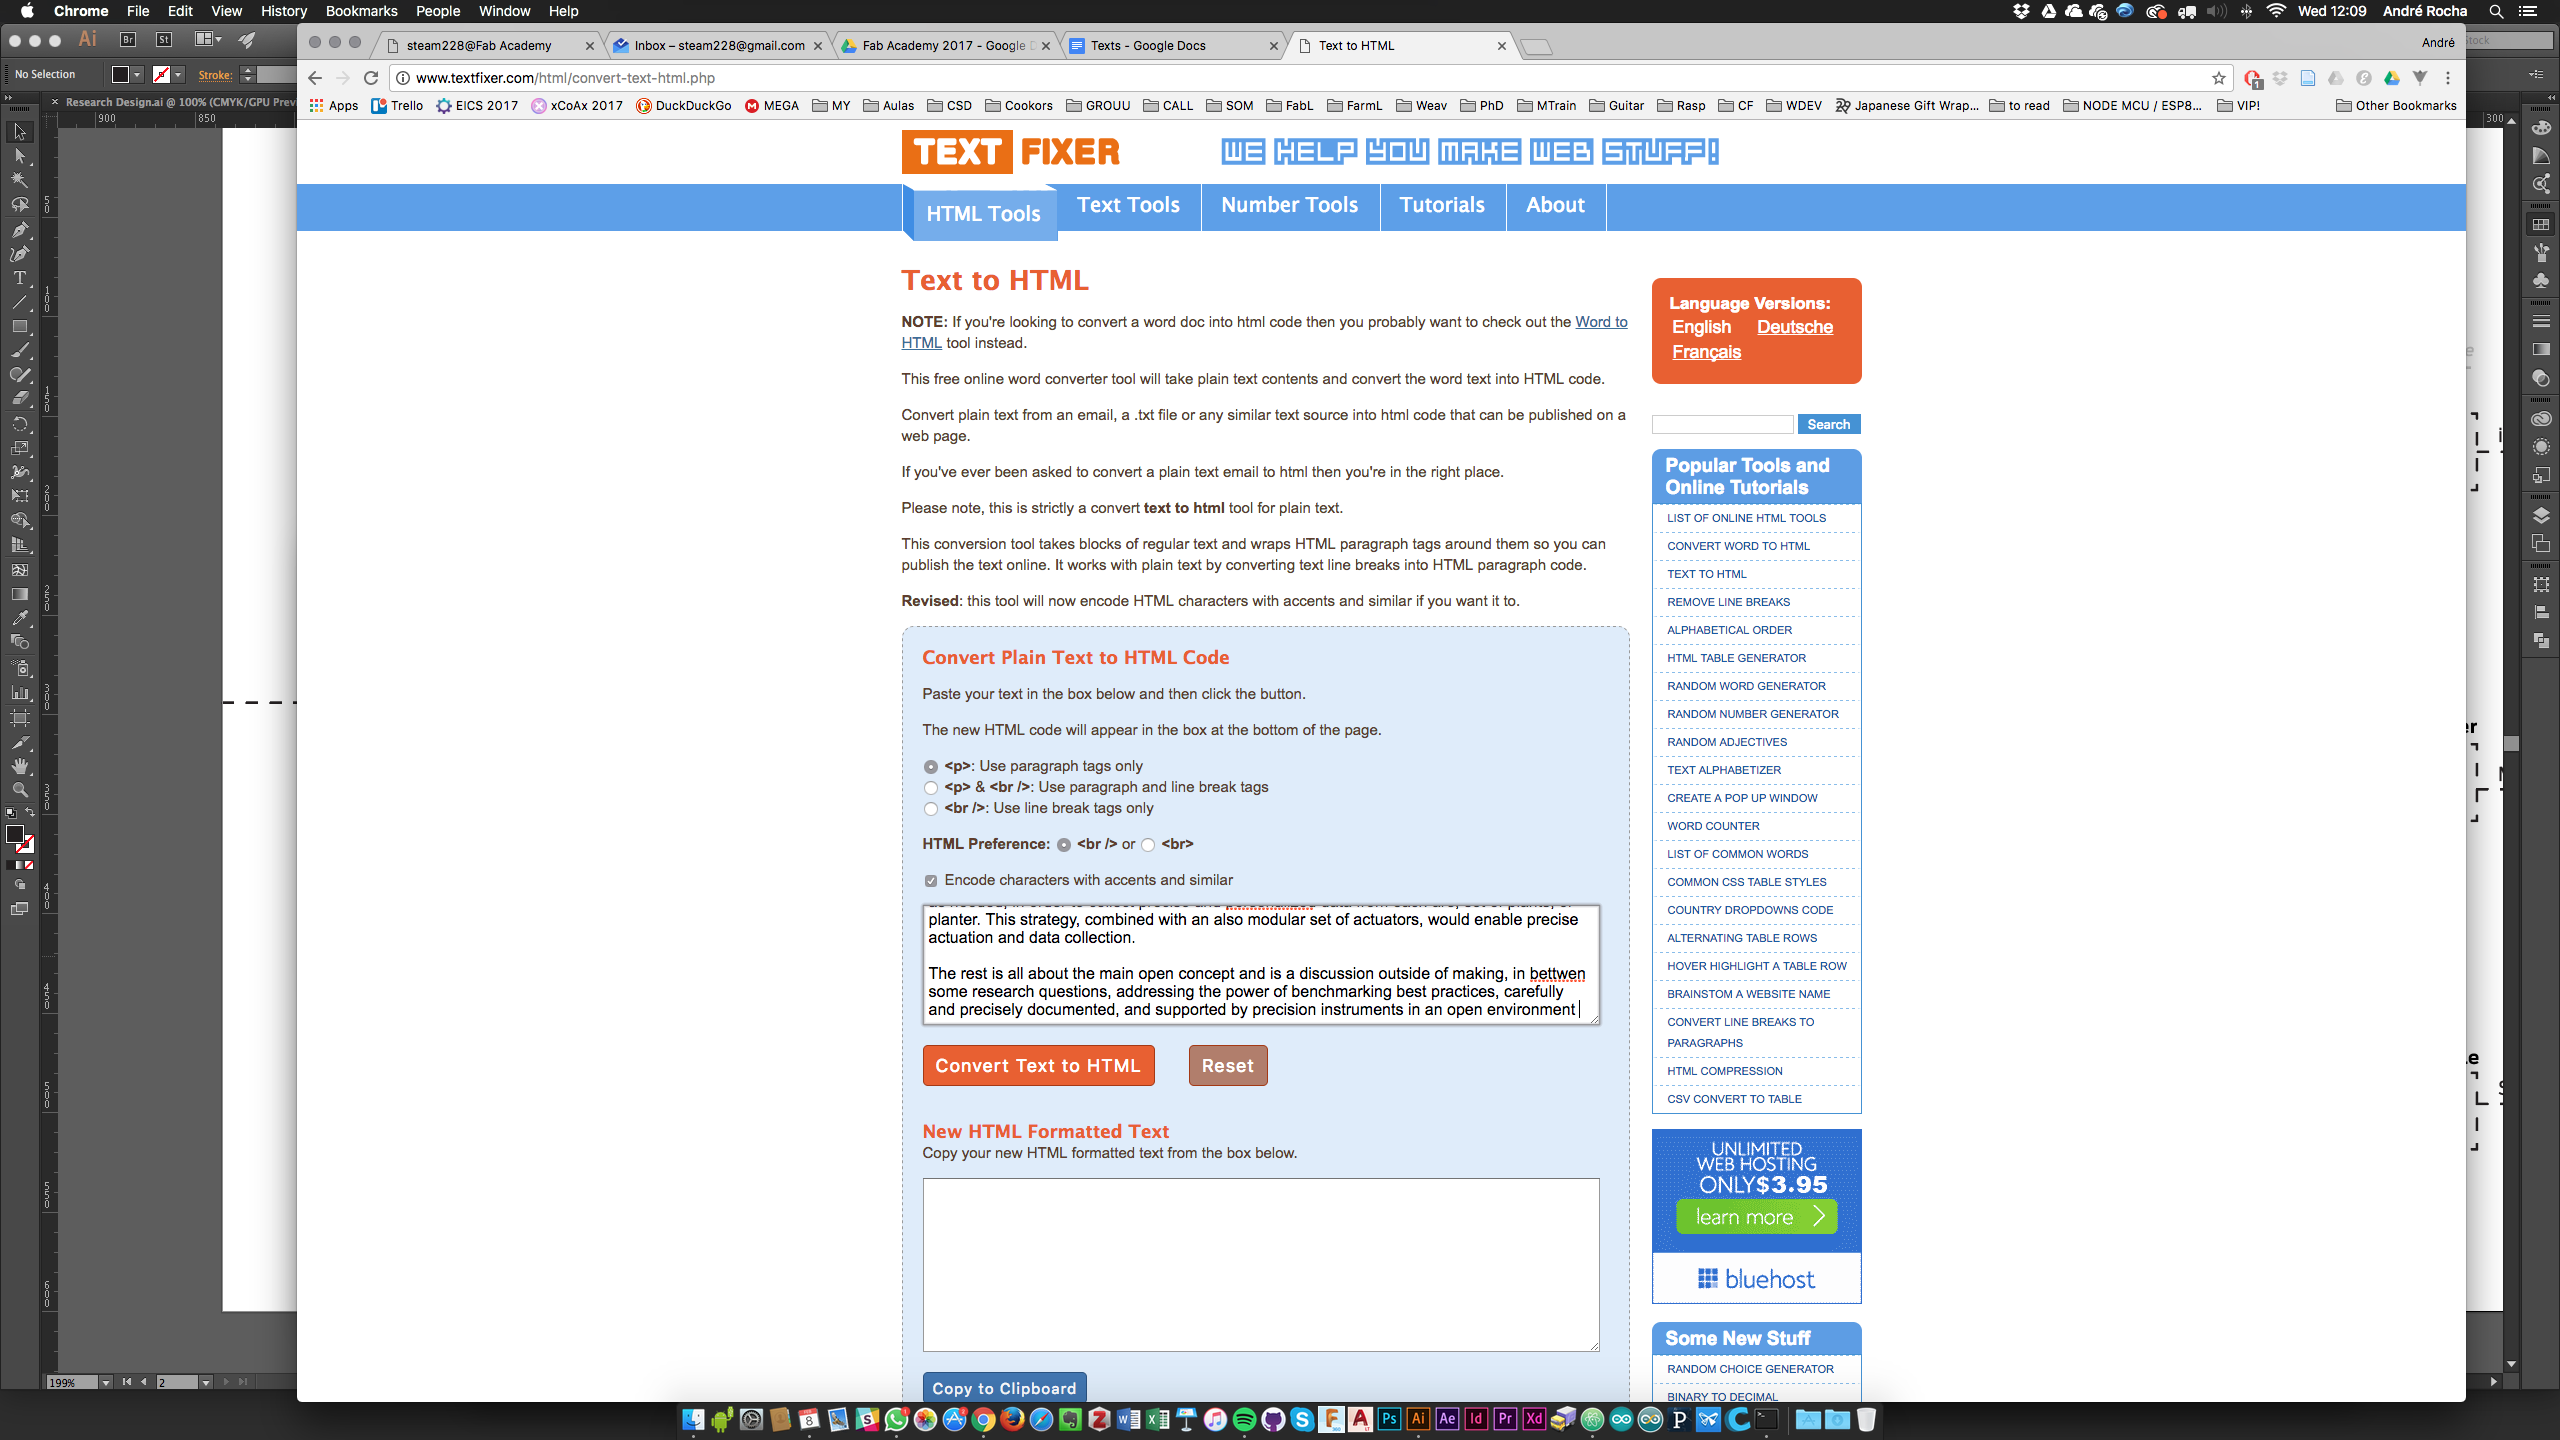 Chrome File Edit View History Bookmarks People Window Help
Wed 12:09 André Rocha
Ai Br St
steam228@Fab Academy
Inbox – steam228@gmail.com
Fab Academy 2017 - Google D
Texts - Google Docs
Text to HTML
André
No Selection
Stroke:
www.textfixer.com/html/convert-text-html.php
Research Design.ai @ 100% (CMYK/GPU Prev
Apps Trello EICS 2017 xCoAx 2017 DuckDuckGo MEGA MY Aulas CSD Cookors GROUU CALL SOM FabL FarmL Weav PhD MTrain Guitar Rasp CF WDEV Japanese Gift Wrap... to read NODE MCU / ESP8... VIP! Other Bookmarks
900 850
300
TEXT FIXER
WE HELP YOU MAKE WEB STUFF!
HTML Tools Text Tools Number Tools Tutorials About
Text to HTML
NOTE: If you're looking to convert a word doc into html code then you probably want to check out the Word to
HTML tool instead.
This free online word converter tool will take plain text contents and convert the word text into HTML code.
Convert plain text from an email, a .txt file or any similar text source into html code that can be published on a
web page.
If you've ever been asked to convert a plain text email to html then you're in the right place.
Please note, this is strictly a convert text to html tool for plain text.
This conversion tool takes blocks of regular text and wraps HTML paragraph tags around them so you can
publish the text online. It works with plain text by converting text line breaks into HTML paragraph code.
Revised: this tool will now encode HTML characters with accents and similar if you want it to.
Convert Plain Text to HTML Code
Paste your text in the box below and then click the button.
The new HTML code will appear in the box at the bottom of the page.
<p>: Use paragraph tags only
<p> & <br />: Use paragraph and line break tags
<br />: Use line break tags only
HTML Preference: <br /> or <br>
Encode characters with accents and similar
planter. This strategy, combined with an also modular set of actuators, would enable precise
actuation and data collection.
The rest is all about the main open concept and is a discussion outside of making, in bettwen
some research questions, addressing the power of benchmarking best practices, carefully
and precisely documented, and supported by precision instruments in an open environment
Convert Text to HTML
Reset
New HTML Formatted Text
Copy your new HTML formatted text from the box below.
Copy to Clipboard
Language Versions:
English Deutsche
Français
Search
Popular Tools and
Online Tutorials
LIST OF ONLINE HTML TOOLS
CONVERT WORD TO HTML
TEXT TO HTML
REMOVE LINE BREAKS
ALPHABETICAL ORDER
HTML TABLE GENERATOR
RANDOM WORD GENERATOR
RANDOM NUMBER GENERATOR
RANDOM ADJECTIVES
TEXT ALPHABETIZER
CREATE A POP UP WINDOW
WORD COUNTER
LIST OF COMMON WORDS
COMMON CSS TABLE STYLES
COUNTRY DROPDOWNS CODE
ALTERNATING TABLE ROWS
HOVER HIGHLIGHT A TABLE ROW
BRAINSTOM A WEBSITE NAME
CONVERT LINE BREAKS TO
PARAGRAPHS
HTML COMPRESSION
CSV CONVERT TO TABLE
UNLIMITED
WEB HOSTING
ONLY $3.95
learn more
bluehost
Some New Stuff
RANDOM CHOICE GENERATOR
BINARY TO DECIMAL
199% 2
Ps Ai Ae Id Pr Xd